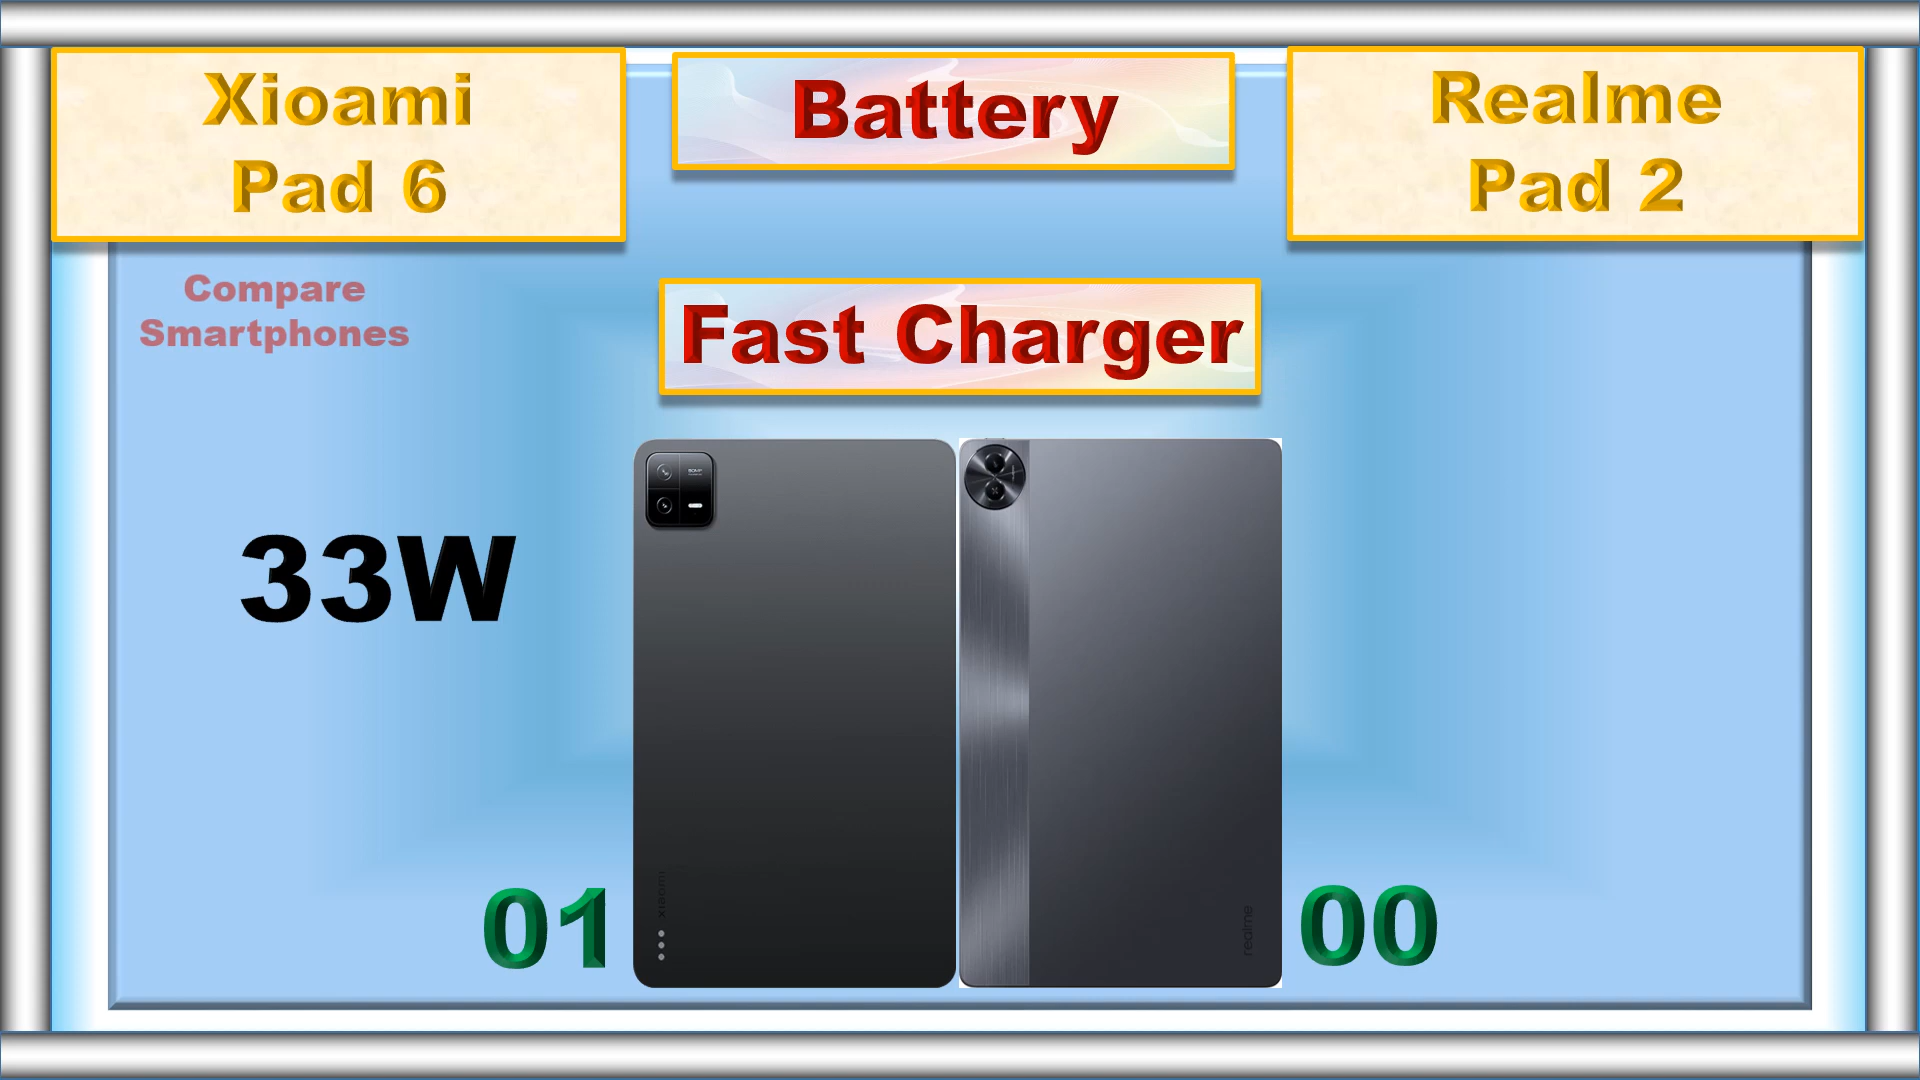 Xioami
Pad 6
Battery
Realme
Pad 2
Compare
Smartphones
Fast Charger
33W
xiaomi
realme
01
00